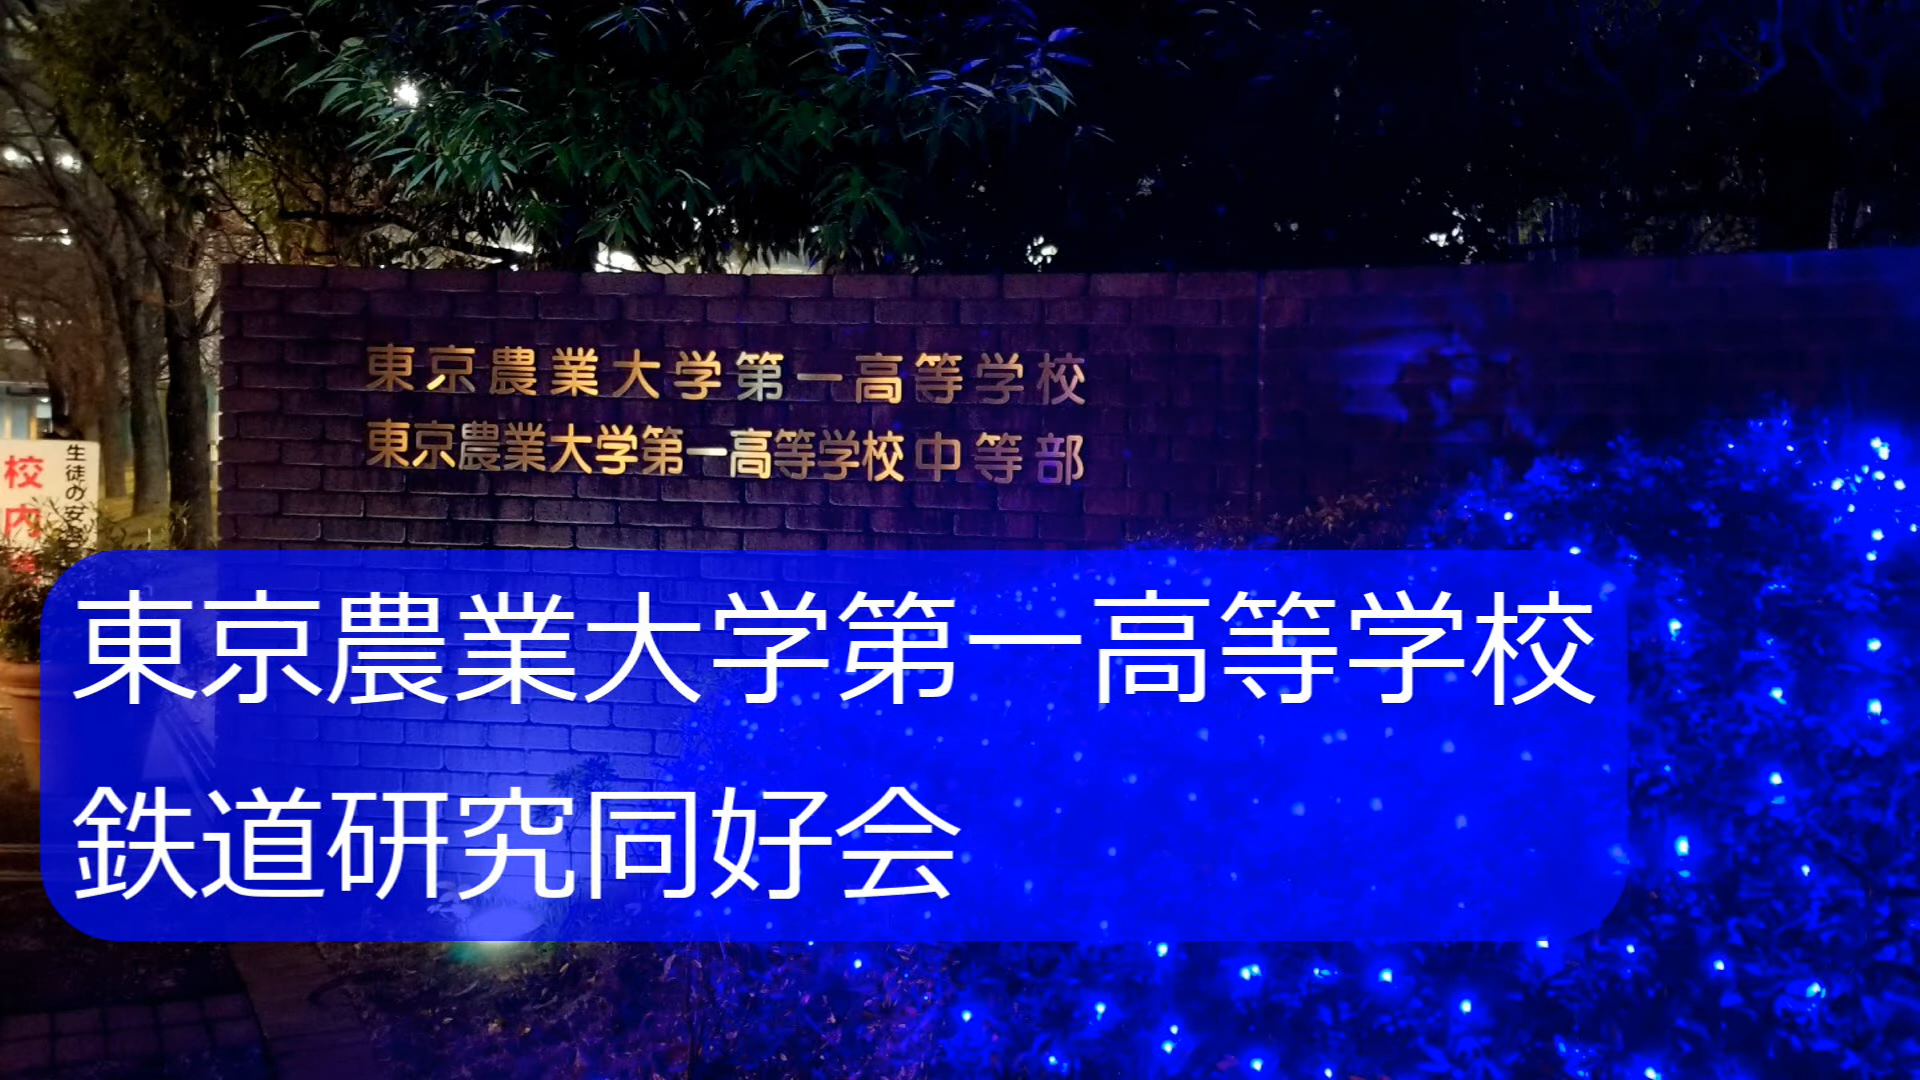 東京農業大学第一高等学校
東京農業大学第一高等学校中等部
生徒の安
校内
東京農業大学第一高等学校
鉄道研究同好会